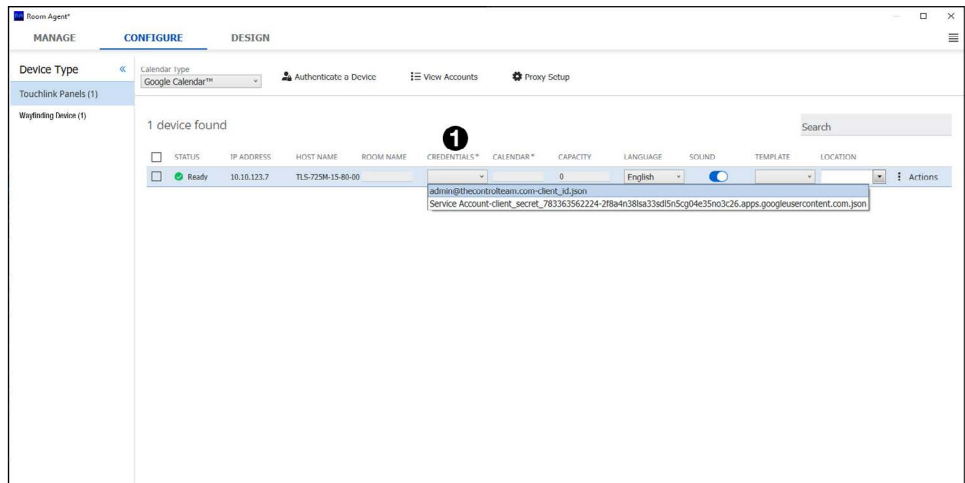 Room Agent*
MANAGE CONFIGURE DESIGN
Device Type «
Calendar Type
Google Calendar™
Authenticate a Device
View Accounts
Proxy Setup
Touchlink Panels (1)
Wayfinding Device (1)
1 device found
Search
1
STATUS IP ADDRESS HOST NAME ROOM NAME CREDENTIALS* CALENDAR* CAPACITY LANGUAGE SOUND TEMPLATE LOCATION
Ready 10.10.123.7 TLS-725M-15-80-00 0 English Actions
admin@thecontrolteam.com-client_id.json
Service Account-client_secret_783363562224-2f8a4n38lsa33sdl5n5cg04e35no3c26.apps.googleusercontent.com.json